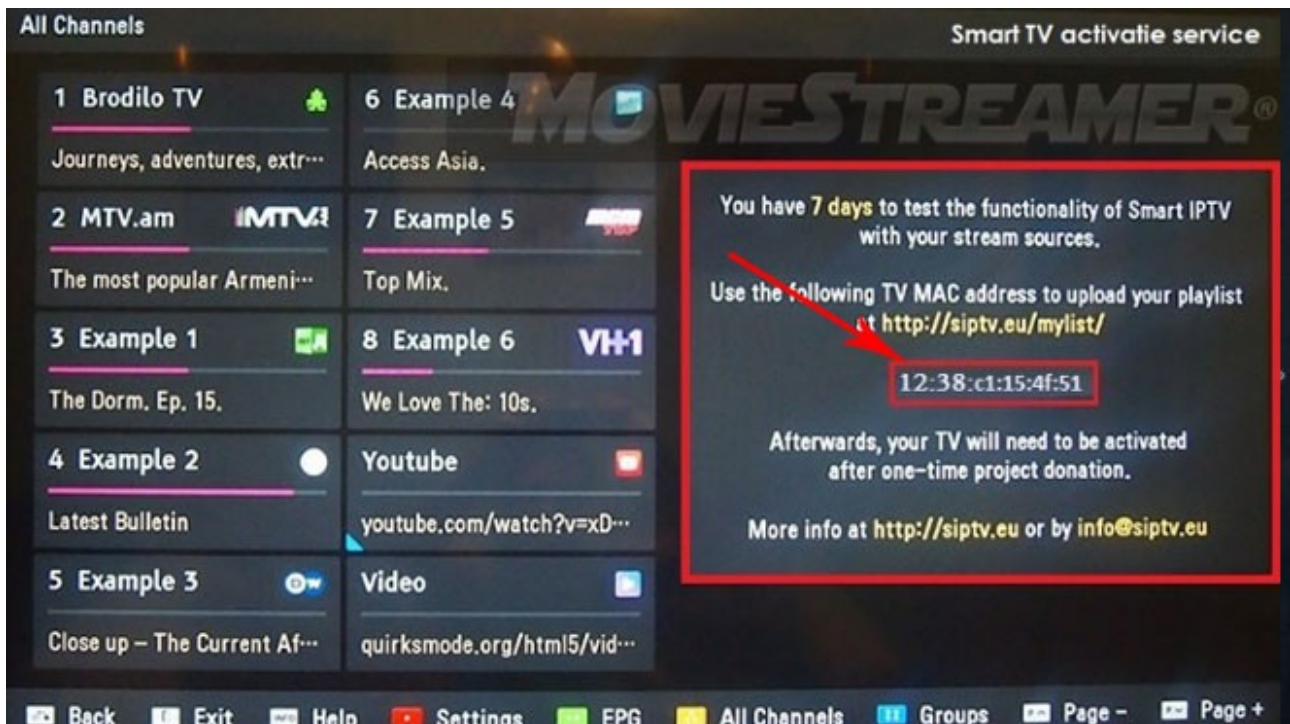 All Channels
Smart TV activatie service
MOVIESTREAMER®
1 Brodilo TV
Journeys, adventures, extr...
2 MTV.am
MTV
The most popular Armeni...
3 Example 1
The Dorm. Ep. 15.
4 Example 2
Latest Bulletin
5 Example 3
Close up – The Current Af...
6 Example 4
Access Asia.
7 Example 5
MCM
TOP
Top Mix.
8 Example 6
VH1
We Love The: 10s.
Youtube
youtube.com/watch?v=xD...
Video
quirksmode.org/html5/vid...
You have 7 days to test the functionality of Smart IPTV
with your stream sources.
Use the following TV MAC address to upload your playlist
at http://siptv.eu/mylist/
12:38:c1:15:4f:51
Afterwards, your TV will need to be activated
after one-time project donation.
More info at http://siptv.eu or by info@siptv.eu
Back Exit Help Settings EPG All Channels Groups Page - Page +